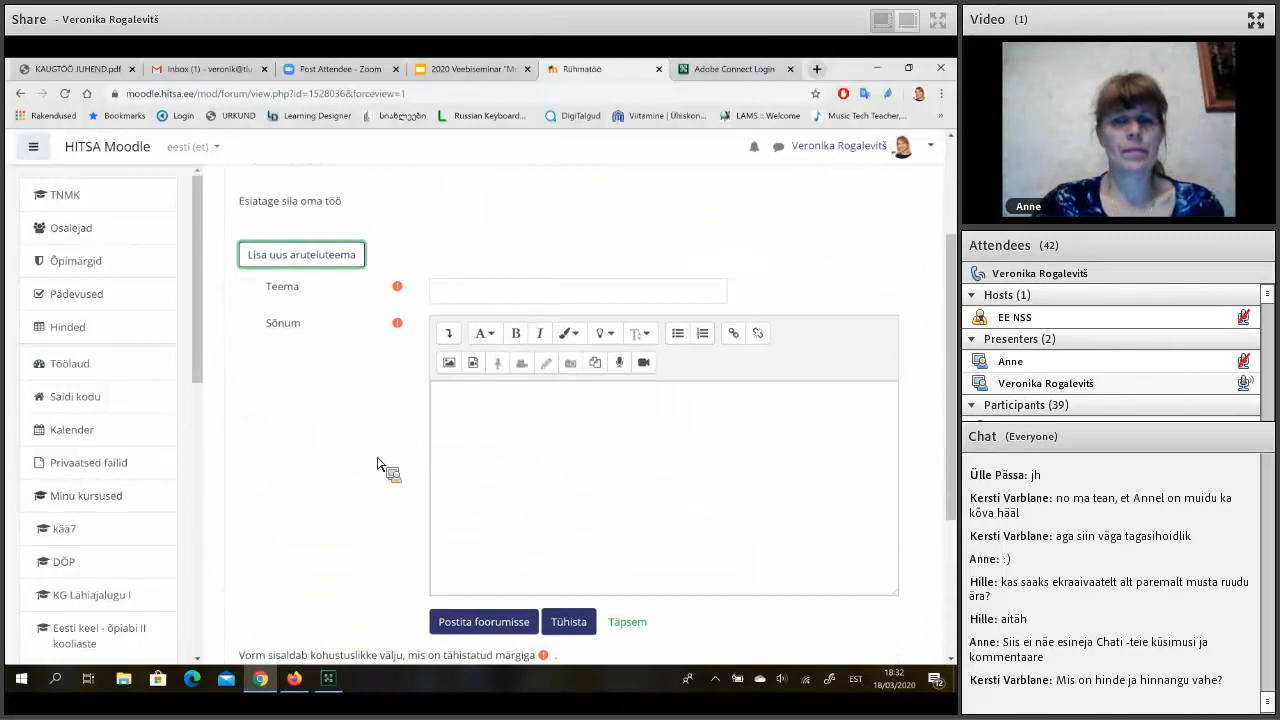 Share - Veronika Rogalevitš
KAUGTÖÖ JUHEND.pdf
Inbox (1) - veronik@tlu
Post Attendee - Zoom
2020 Veebiseminar "M
Rühmatöö
Adobe Connect Login
moodle.hitsa.ee/mod/forum/view.php?id=1528036&forceview=1
Rakendused
Bookmarks
Login
URKUND
Learning Designer
სიახლეები
Russian Keyboard...
DigiTalgud
Viitamine | Ühiskon...
LAMS :: Welcome
Music Tech Teacher,...
HITSA Moodle
eesti (et)
Veronika Rogalevitš
TNMK
Osalejad
Õpimärgid
Pädevused
Hinded
Töölaud
Saidi kodu
Kalender
Privaatsed failid
Minu kursused
kää7
DÕP
KG Lähiajalugu I
Eesti keel - õpiabi II
kooliaste
Esiatage siia oma töö
Lisa uus aruteluteema
Teema
Sõnum
Postita foorumisse
Tühista
Täpsem
Vorm sisaldab kohustuslikke välju, mis on tähistatud märgiga .
EST
18:32
18/03/2020
12
Video (1)
Anne
Attendees (42)
Veronika Rogalevitš
Hosts (1)
EE NSS
Presenters (2)
Anne
Veronika Rogalevitš
Participants (39)
Chat (Everyone)
Ülle Pässa: jh
Kersti Varblane: no ma tean, et Annel on muidu ka
kõva hääl
Kersti Varblane: aga siin väga tagasihoidlik
Anne: :)
Hille: kas saaks ekraaivaatelt alt paremalt musta ruudu
ära?
Hille: aitäh
Anne: Siis ei näe esineja Chati -teie küsimusi ja
kommentaare
Kersti Varblane: Mis on hinde ja hinnangu vahe?